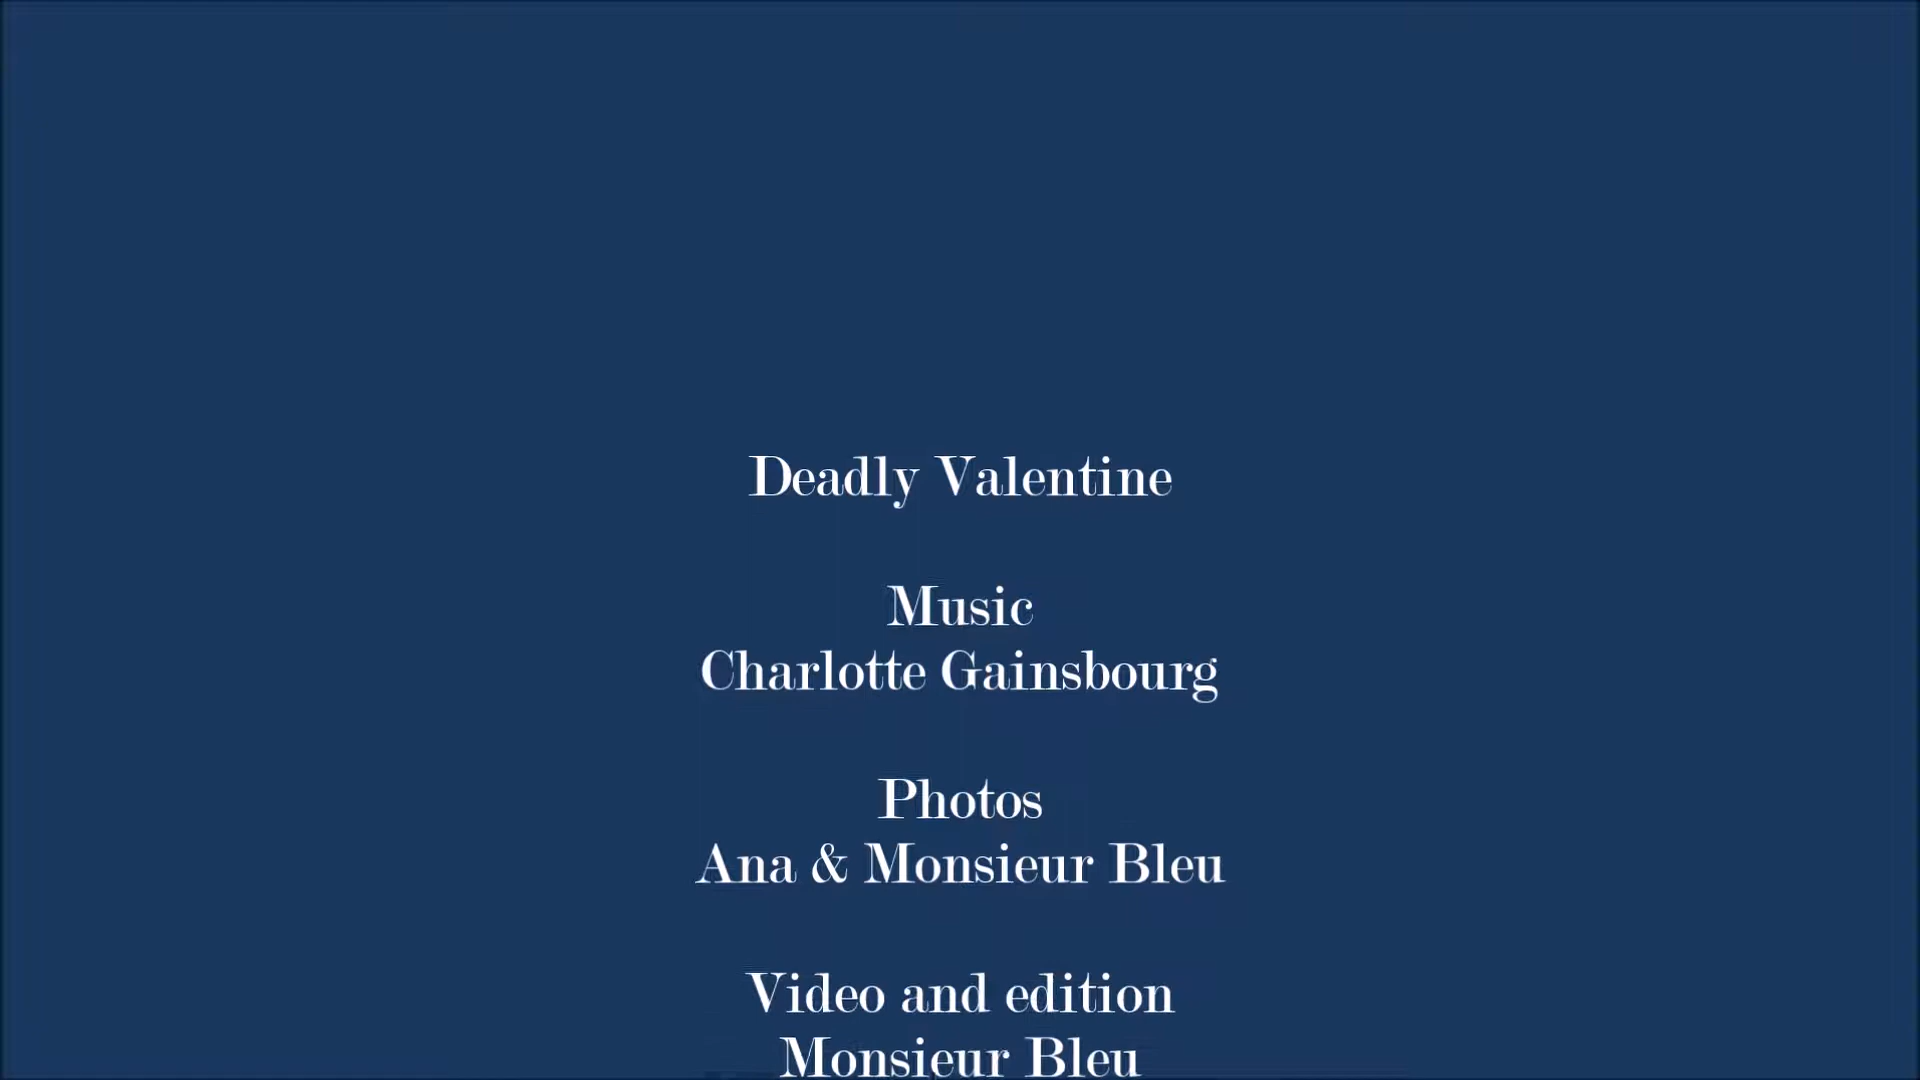 Deadly Valentine
Music
Charlotte Gainsbourg
Photos
Ana & Monsieur Bleu
Video and edition
Monsieur Bleu